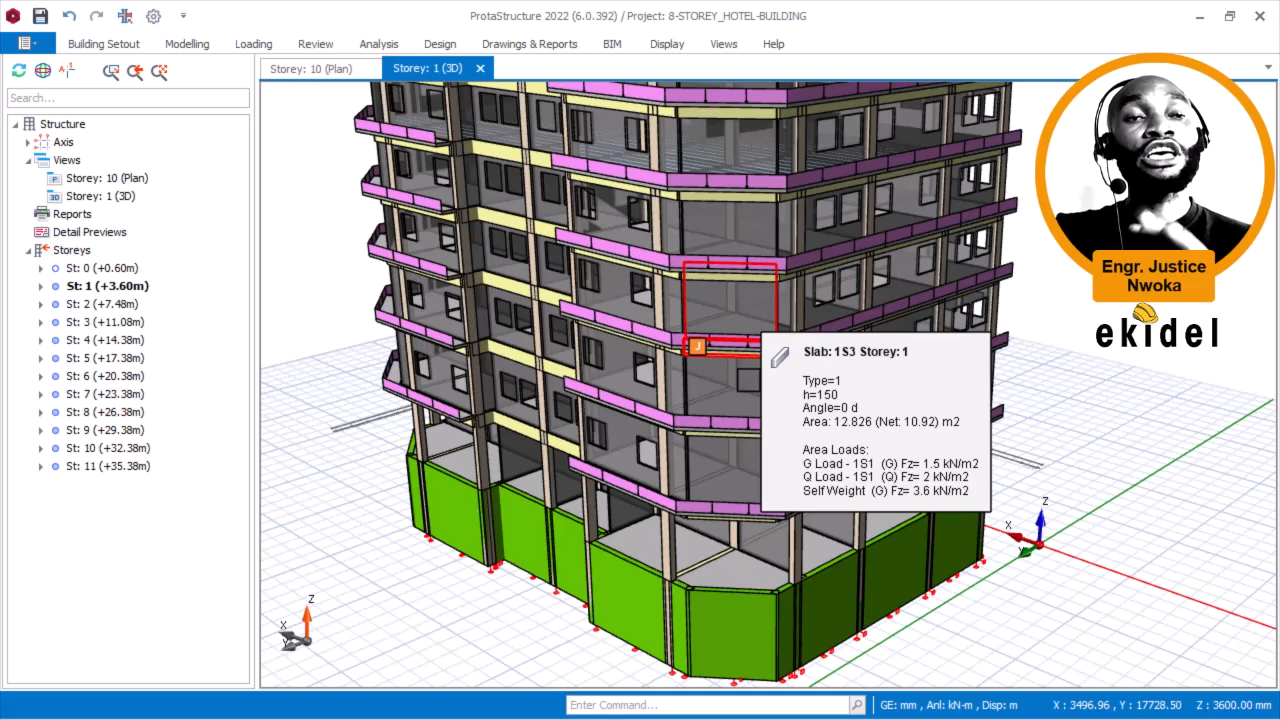 ProtaStructure 2022 (6.0.392) / Project: 8-STOREY_HOTEL-BUILDING
Building Setout Modelling Loading Review Analysis Design Drawings & Reports BIM Display Views Help
Storey: 10 (Plan) Storey: 1 (3D)
Search...
Structure
Axis
Views
Storey: 10 (Plan)
Storey: 1 (3D)
Reports
Detail Previews
Storeys
St: 0 (+0.60m)
St: 1 (+3.60m)
St: 2 (+7.48m)
St: 3 (+11.08m)
St: 4 (+14.38m)
St: 5 (+17.38m)
St: 6 (+20.38m)
St: 7 (+23.38m)
St: 8 (+26.38m)
St: 9 (+29.38m)
St: 10 (+32.38m)
St: 11 (+35.38m)
Engr. Justice
Nwoka
ekidel
J
Slab: 1S3 Storey: 1
Type=1
h=150
Angle=0 d
Area: 12.826 (Net: 10.92) m2
Area Loads:
G Load - 1S1 (G) Fz= 1.5 kN/m2
Q Load - 1S1 (Q) Fz= 2 kN/m2
Self Weight (G) Fz= 3.6 kN/m2
Z
X
Y
Z
X
Y
Enter Command...
GE: mm , Anl: kN-m , Disp: m
X : 3496.96 , Y : 17728.50 Z : 3600.00 mm